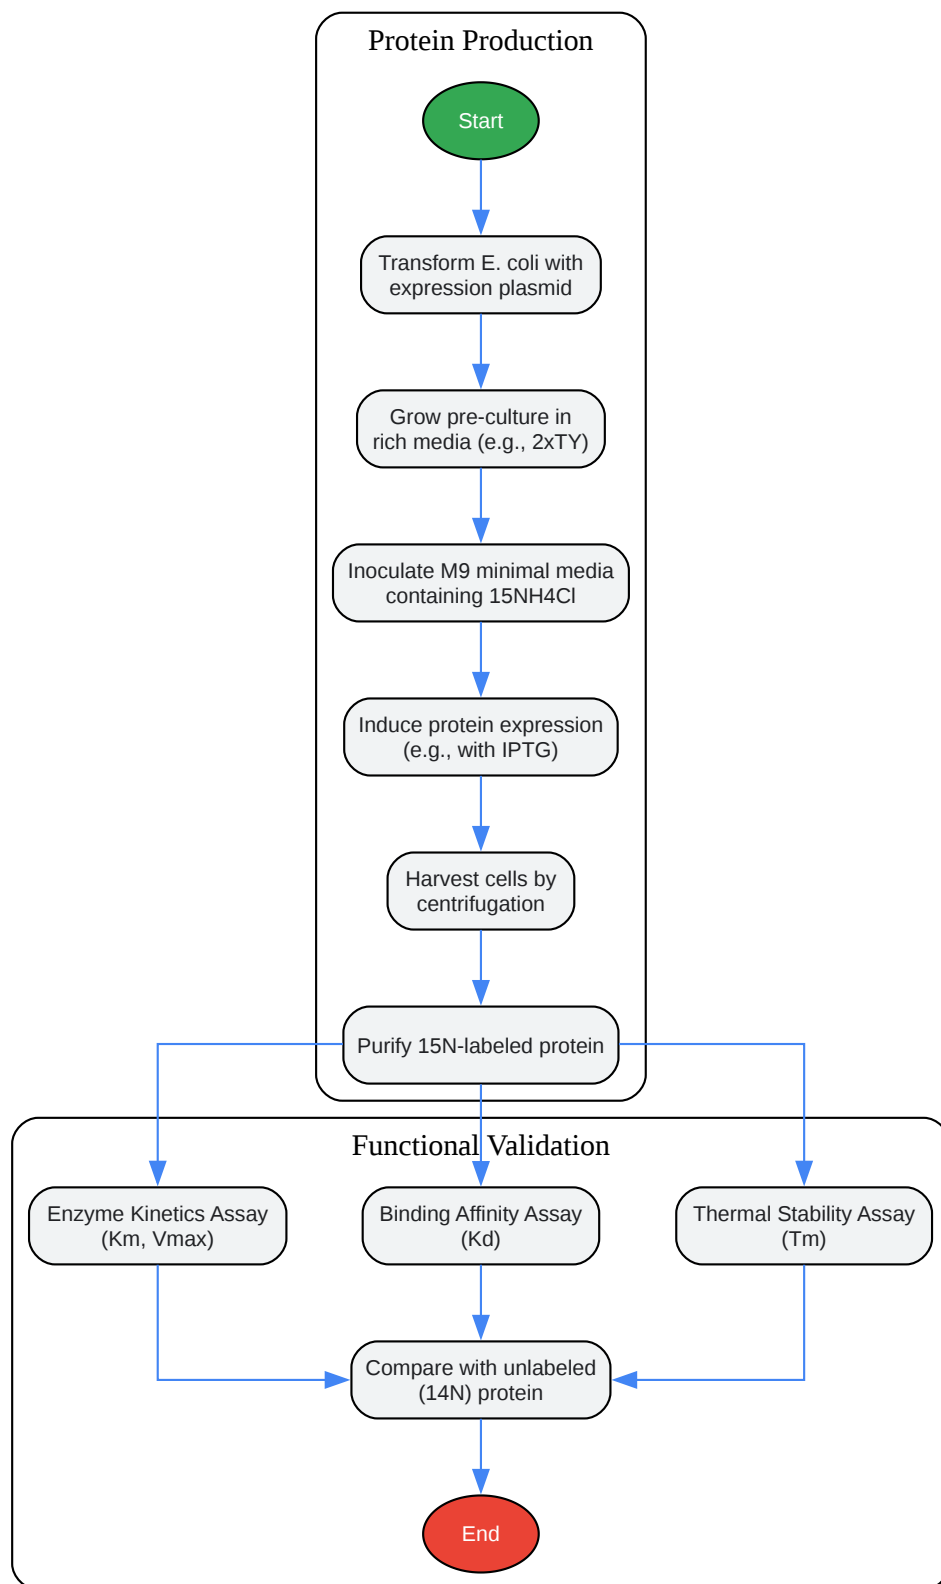 Protein Production
Start
Transform E. coli with
expression plasmid
Grow pre-culture in
rich media (e.g., 2xTY)
Inoculate M9 minimal media
containing 15NH4Cl
Induce protein expression
(e.g., with IPTG)
Harvest cells by
centrifugation
Purify 15N-labeled protein
Functional Validation
Enzyme Kinetics Assay
(Km, Vmax)
Binding Affinity Assay
(Kd)
Thermal Stability Assay
(Tm)
Compare with unlabeled
(14N) protein
End